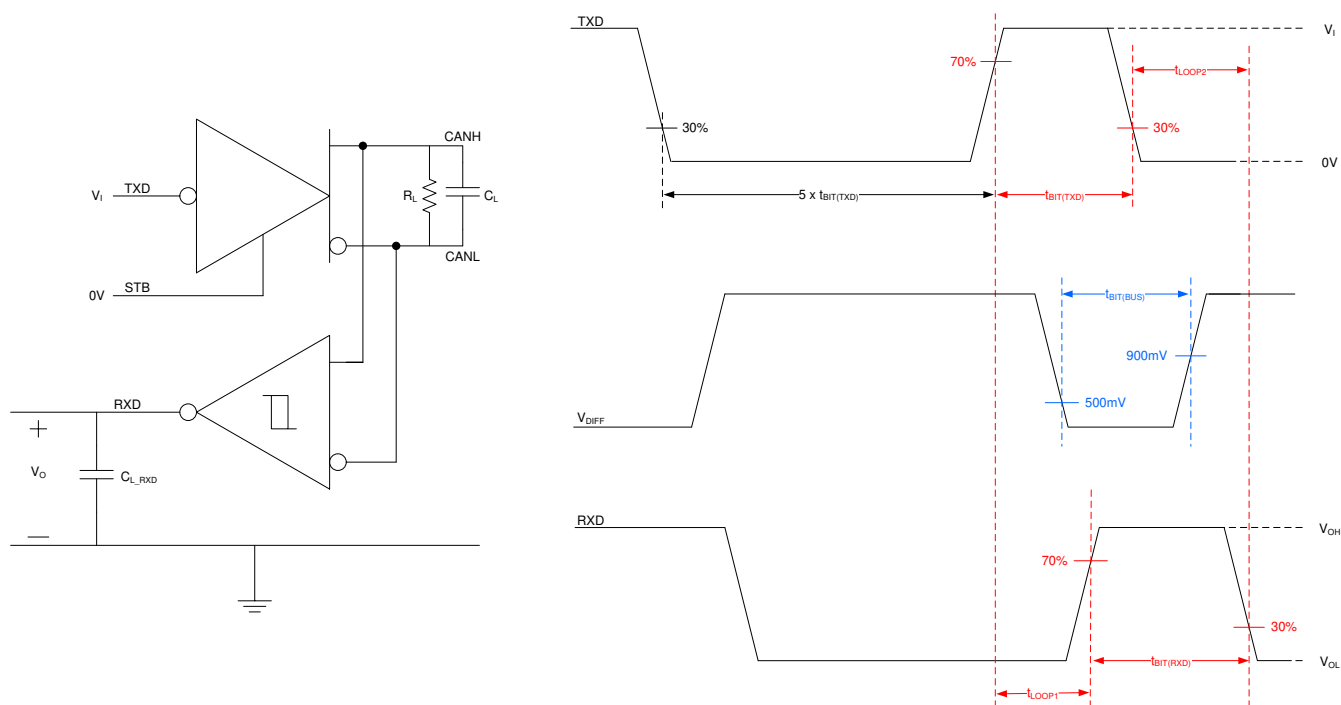 TXD
V_I
70%
t_LOOP2
30%
30%
0V
5 x t_BIT(TXD)
t_BIT(TXD)
CANH
R_L
C_L
V_I
TXD
CANL
STB
0V
t_BIT(BUS)
900mV
500mV
V_DIFF
RXD
+
V_O
C_L_RXD
—
RXD
V_OH
70%
30%
t_BIT(RXD)
V_OL
t_LOOP1